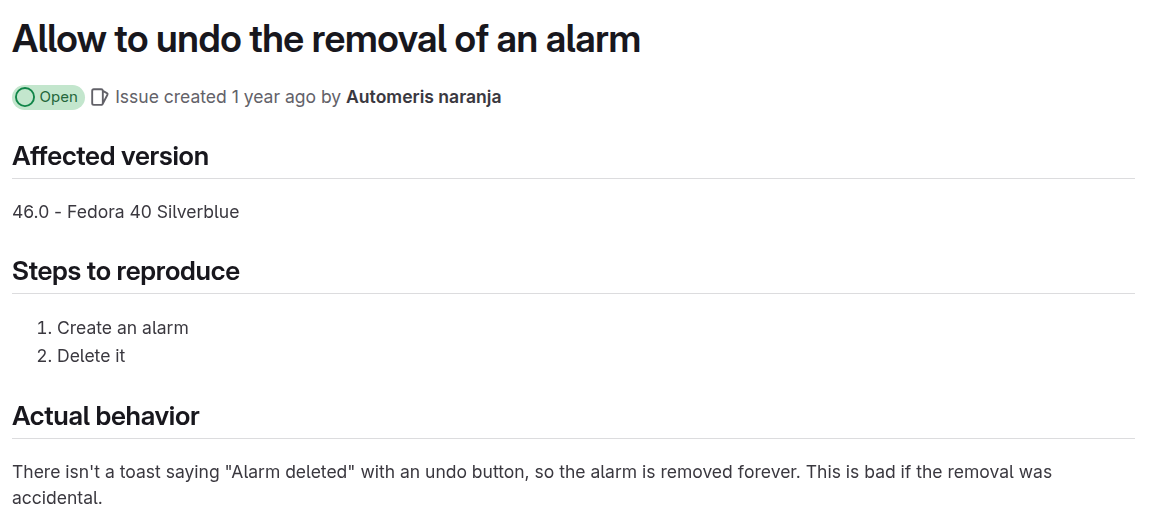 Allow to undo the removal of an alarm
Open Issue created 1 year ago by Automeris naranja
Affected version
46.0 - Fedora 40 Silverblue
Steps to reproduce
1. Create an alarm
2. Delete it
Actual behavior
There isn't a toast saying "Alarm deleted" with an undo button, so the alarm is removed forever. This is bad if the removal was
accidental.